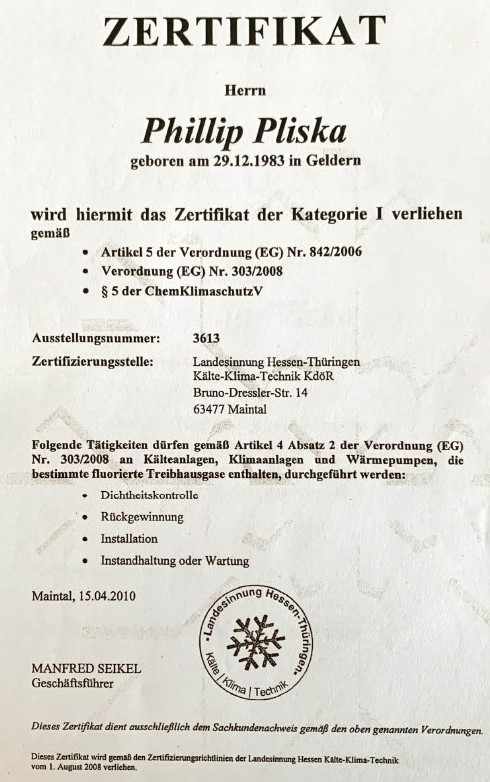 ZERTIFIKAT
Herrn
Phillip Pliska
geboren am 29.12.1983 in Geldern
wird hiermit das Zertifikat der Kategorie I verliehen
gemäß
• Artikel 5 der Verordnung (EG) Nr. 842/2006
• Verordnung (EG) Nr. 303/2008
• § 5 der ChemKlimaschutzV
Ausstellungsnummer: 3613
Zertifizierungsstelle: Landesinnung Hessen-Thüringen
Kälte-Klima-Technik KdöR
Bruno-Dressler-Str. 14
63477 Maintal
Folgende Tätigkeiten dürfen gemäß Artikel 4 Absatz 2 der Verordnung (EG)
Nr. 303/2008 an Kälteanlagen, Klimaanlagen und Wärmepumpen, die
bestimmte fluorierte Treibhausgase enthalten, durchgeführt werden:
• Dichtheitskontrolle
• Rückgewinnung
• Installation
• Instandhaltung oder Wartung
Maintal, 15.04.2010
Landesinnung Hessen-Thüringen
Kälte | Klima | Technik
MANFRED SEIKEL
Geschäftsführer
Dieses Zertifikat dient ausschließlich dem Sachkundenachweis gemäß den oben genannten Verordnungen.
Dieses Zertifikat wird gemäß den Zertifizierungsrichtlinien der Landesinnung Hessen Kälte-Klima-Technik
vom 1. August 2008 verliehen.